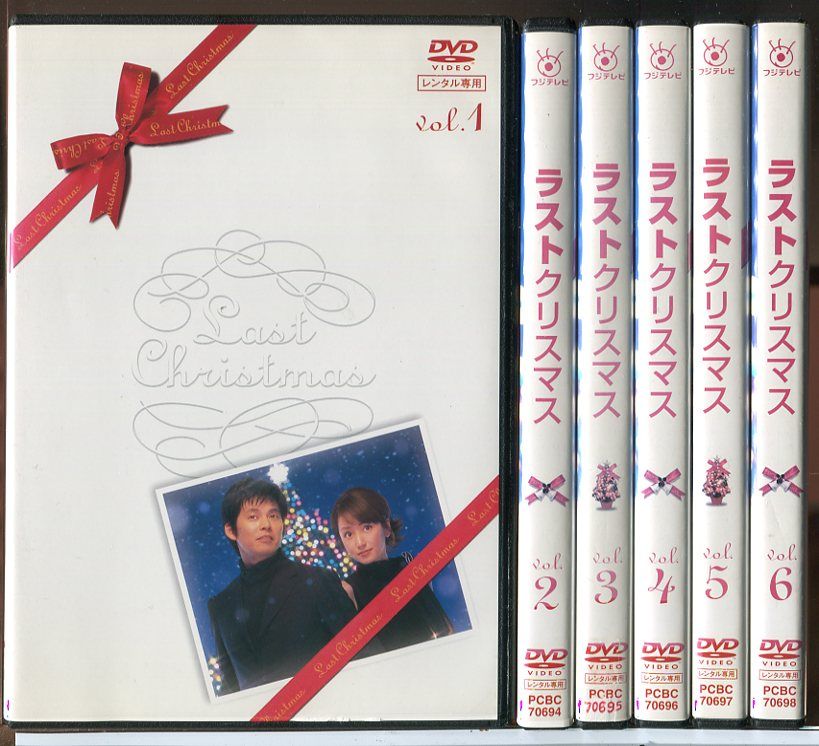 Last Christmas
Last Christmas
Last Christmas
Last Christmas
DVD
VIDEO
レンタル専用
vol.1
Last
Christmas
Last Christmas
Last Christmas
Last Christmas
フジテレビ
ラストクリスマス
vol.
2
DVD
VIDEO
レンタル専用
PCBC
70694
フジテレビ
ラストクリスマス
vol.
3
DVD
VIDEO
レンタル専用
PCBC
70695
フジテレビ
ラストクリスマス
vol.
4
DVD
VIDEO
レンタル専用
PCBC
70696
フジテレビ
ラストクリスマス
vol.
5
DVD
VIDEO
レンタル専用
PCBC
70697
フジテレビ
ラストクリスマス
vol.
6
DVD
VIDEO
レンタル専用
PCBC
70698